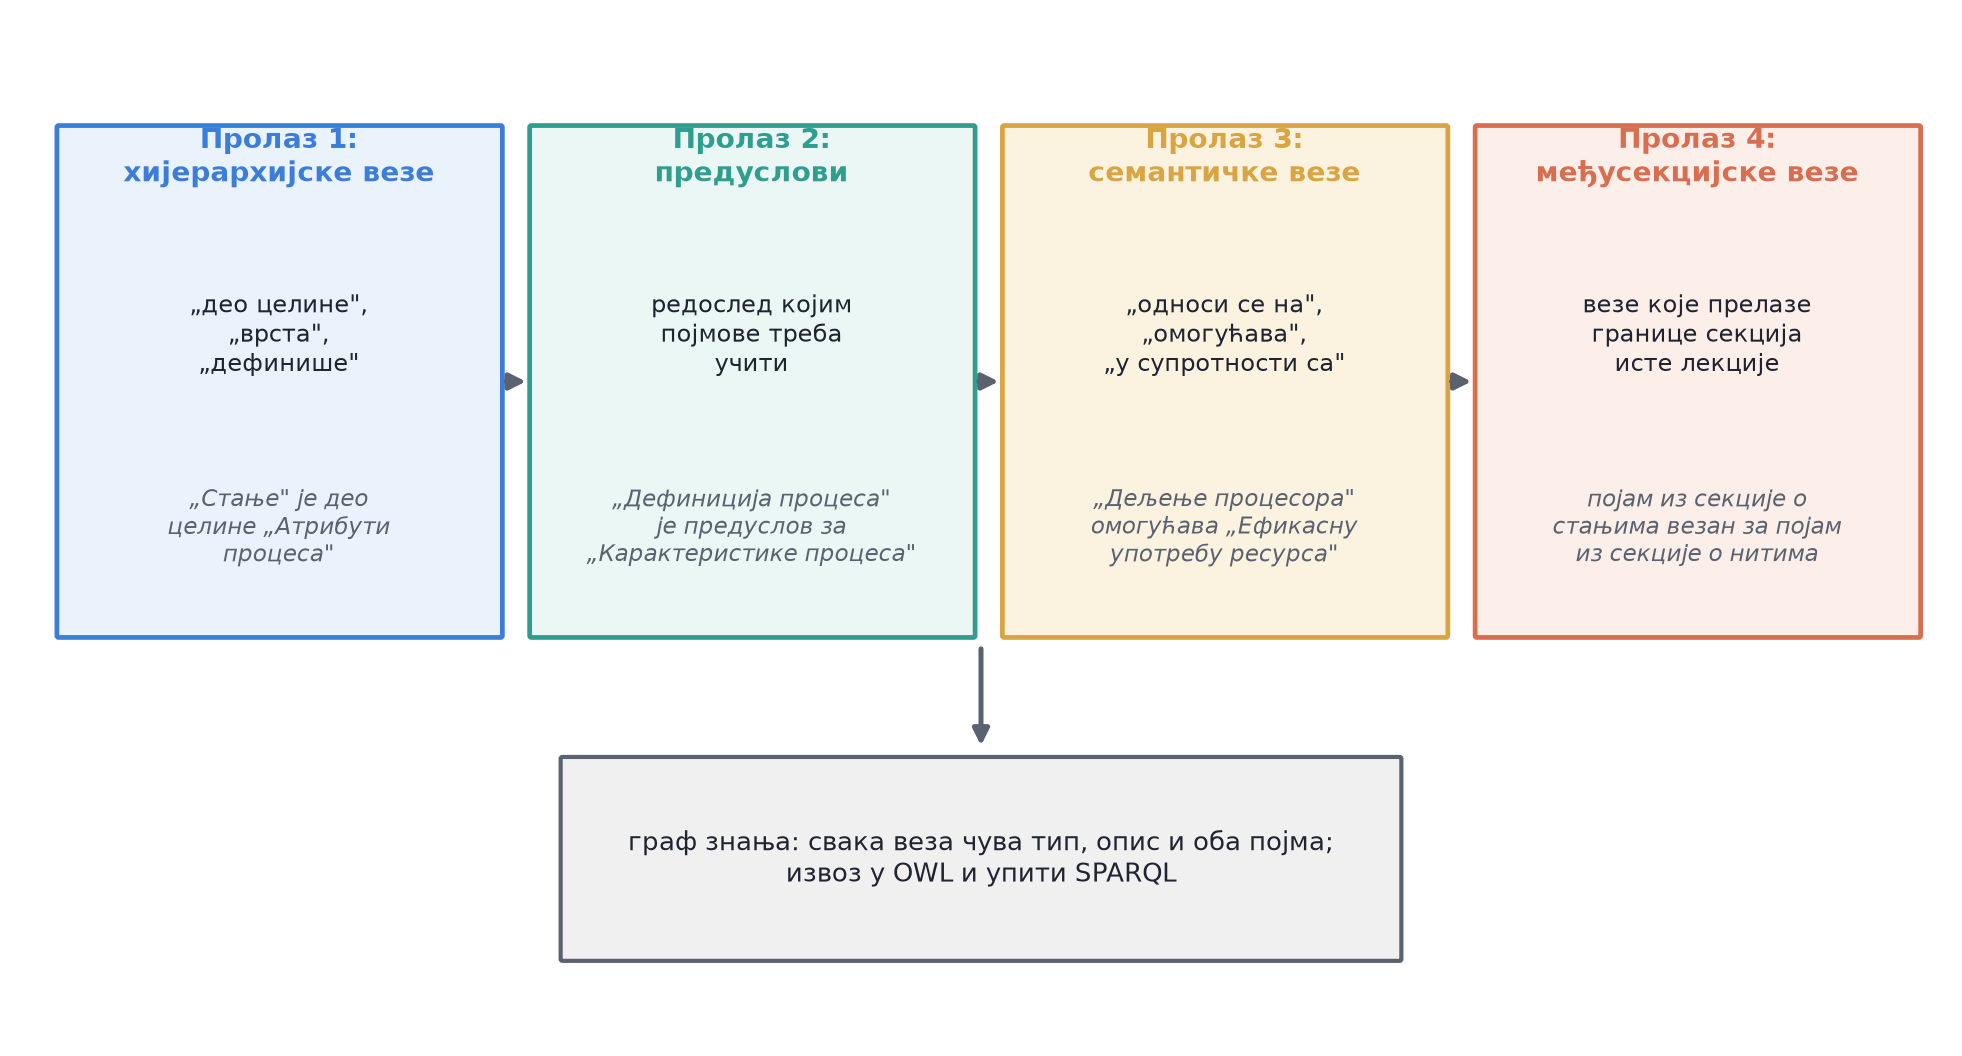 Пролаз 1:
хијерархијске везе
„део целине",
„врста",
„дефинише"
„Стање" је део
целине „Атрибути
процеса"
Пролаз 2:
предуслови
редослед којим
појмове треба
учити
„Дефиниција процеса"
је предуслов за
„Карактеристике процеса"
Пролаз 3:
семантичке везе
„односи се на",
„омогућава",
„у супротности са"
„Дељење процесора"
омогућава „Ефикасну
употребу ресурса"
Пролаз 4:
међусекцијске везе
везе које прелазе
границе секција
исте лекције
појам из секције о
стањима везан за појам
из секције о нитима
граф знања: свака веза чува тип, опис и оба појма;
извоз у OWL и упити SPARQL